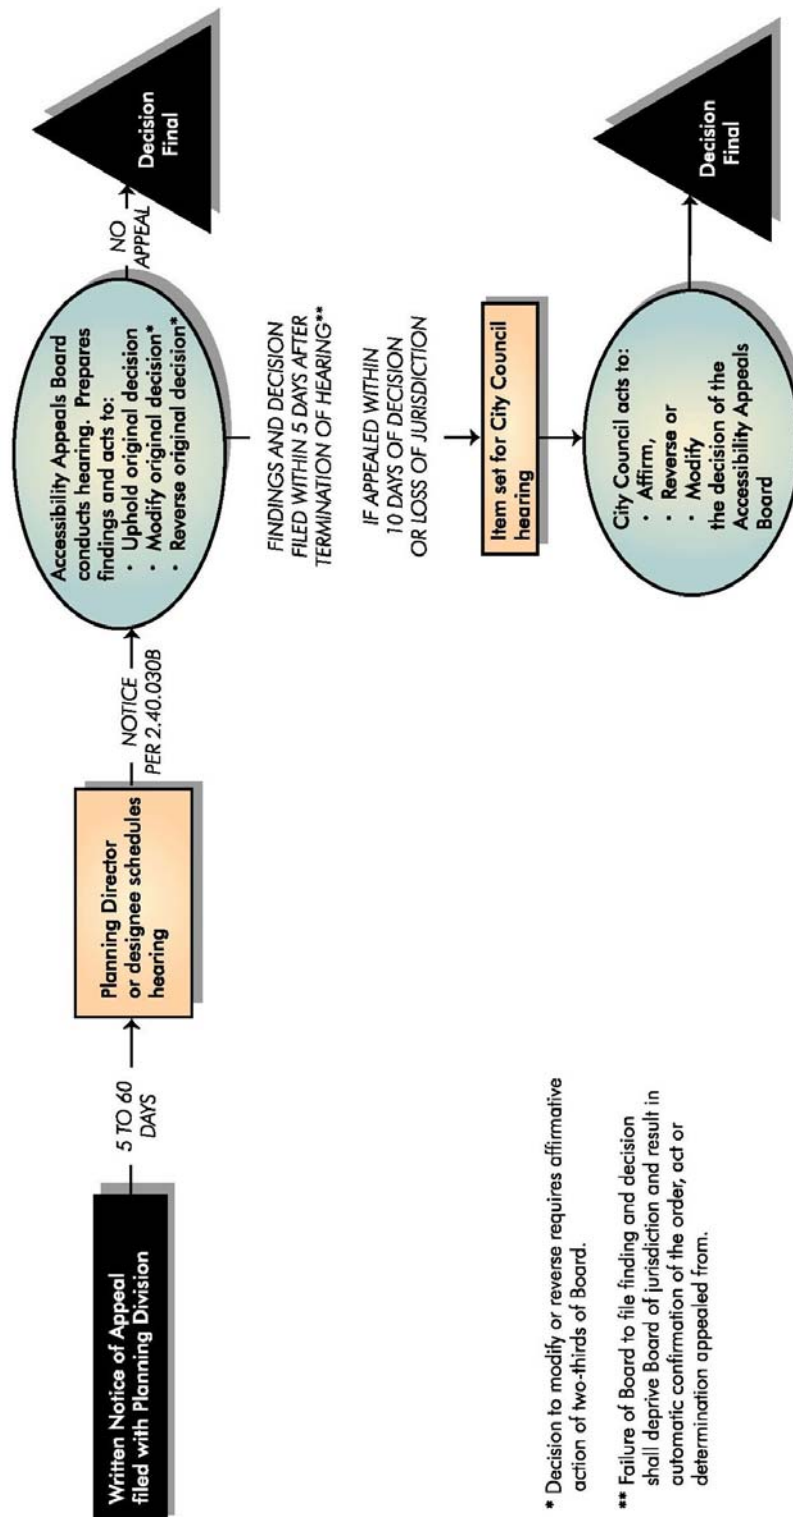 Written Notice of Appeal
filed with Planning Division
5 TO 60
DAYS
Planning Director
or designee schedules
hearing
NOTICE
PER 2.40.030B
Accessibility Appeals Board
conducts hearing. Prepares
findings and acts to:
· Uphold original decision
· Modify original decision*
· Reverse original decision*
NO
APPEAL
Decision
Final
FINDINGS AND DECISION
FILED WITHIN 5 DAYS AFTER
TERMINATION OF HEARING**
IF APPEALED WITHIN
10 DAYS OF DECISION
OR LOSS OF JURISDICTION
Item set for City Council
hearing
City Council acts to:
· Affirm,
· Reverse or
· Modify
the decision of the
Accessibility Appeals
Board
Decision
Final
* Decision to modify or reverse requires affirmative
action of two-thirds of Board.
** Failure of Board to file finding and decision
shall deprive Board of jurisdiction and result in
automatic confirmation of the order, act or
determination appealed from.